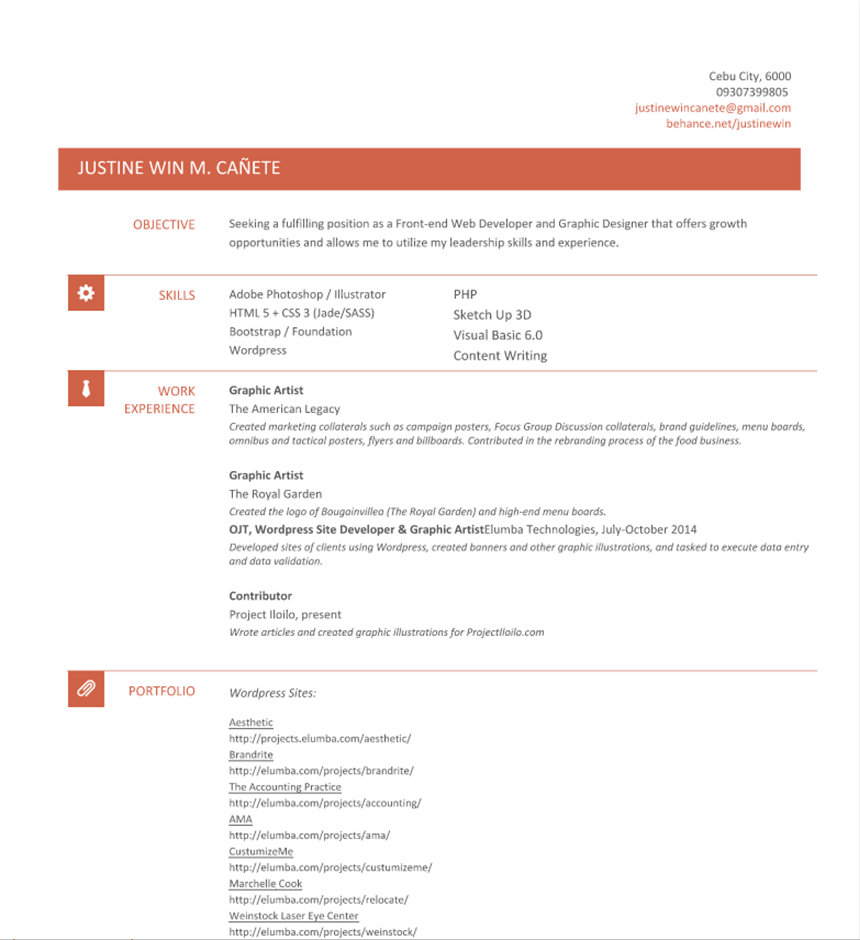 Cebu City, 6000
09307399805
justinewincanete@gmail.com
behance.net/justinewin
JUSTINE WIN M. CAÑETE
OBJECTIVE
Seeking a fulfilling position as a Front-end Web Developer and Graphic Designer that offers growth
opportunities and allows me to utilize my leadership skills and experience.
SKILLS
Adobe Photoshop / Illustrator
HTML 5 + CSS 3 (Jade/SASS)
Bootstrap / Foundation
Wordpress
PHP
Sketch Up 3D
Visual Basic 6.0
Content Writing
WORK
EXPERIENCE
Graphic Artist
The American Legacy
Created marketing collaterals such as campaign posters, Focus Group Discussion collaterals, brand guidelines, menu boards,
omnibus and tactical posters, flyers and billboards. Contributed in the rebranding process of the food business.
Graphic Artist
The Royal Garden
Created the logo of Bougainvillea (The Royal Garden) and high-end menu boards.
OJT, Wordpress Site Developer & Graphic ArtistElumba Technologies, July-October 2014
Developed sites of clients using Wordpress, created banners and other graphic illustrations, and tasked to execute data entry
and data validation.
Contributor
Project Iloilo, present
Wrote articles and created graphic illustrations for ProjectIloilo.com
PORTFOLIO
Wordpress Sites:
Aesthetic
http://projects.elumba.com/aesthetic/
Brandrite
http://elumba.com/projects/brandrite/
The Accounting Practice
http://elumba.com/projects/accounting/
AMA
http://elumba.com/projects/ama/
CustumizeMe
http://elumba.com/projects/custumizeme/
Marchelle Cook
http://elumba.com/projects/relocate/
Weinstock Laser Eye Center
http://elumba.com/projects/weinstock/